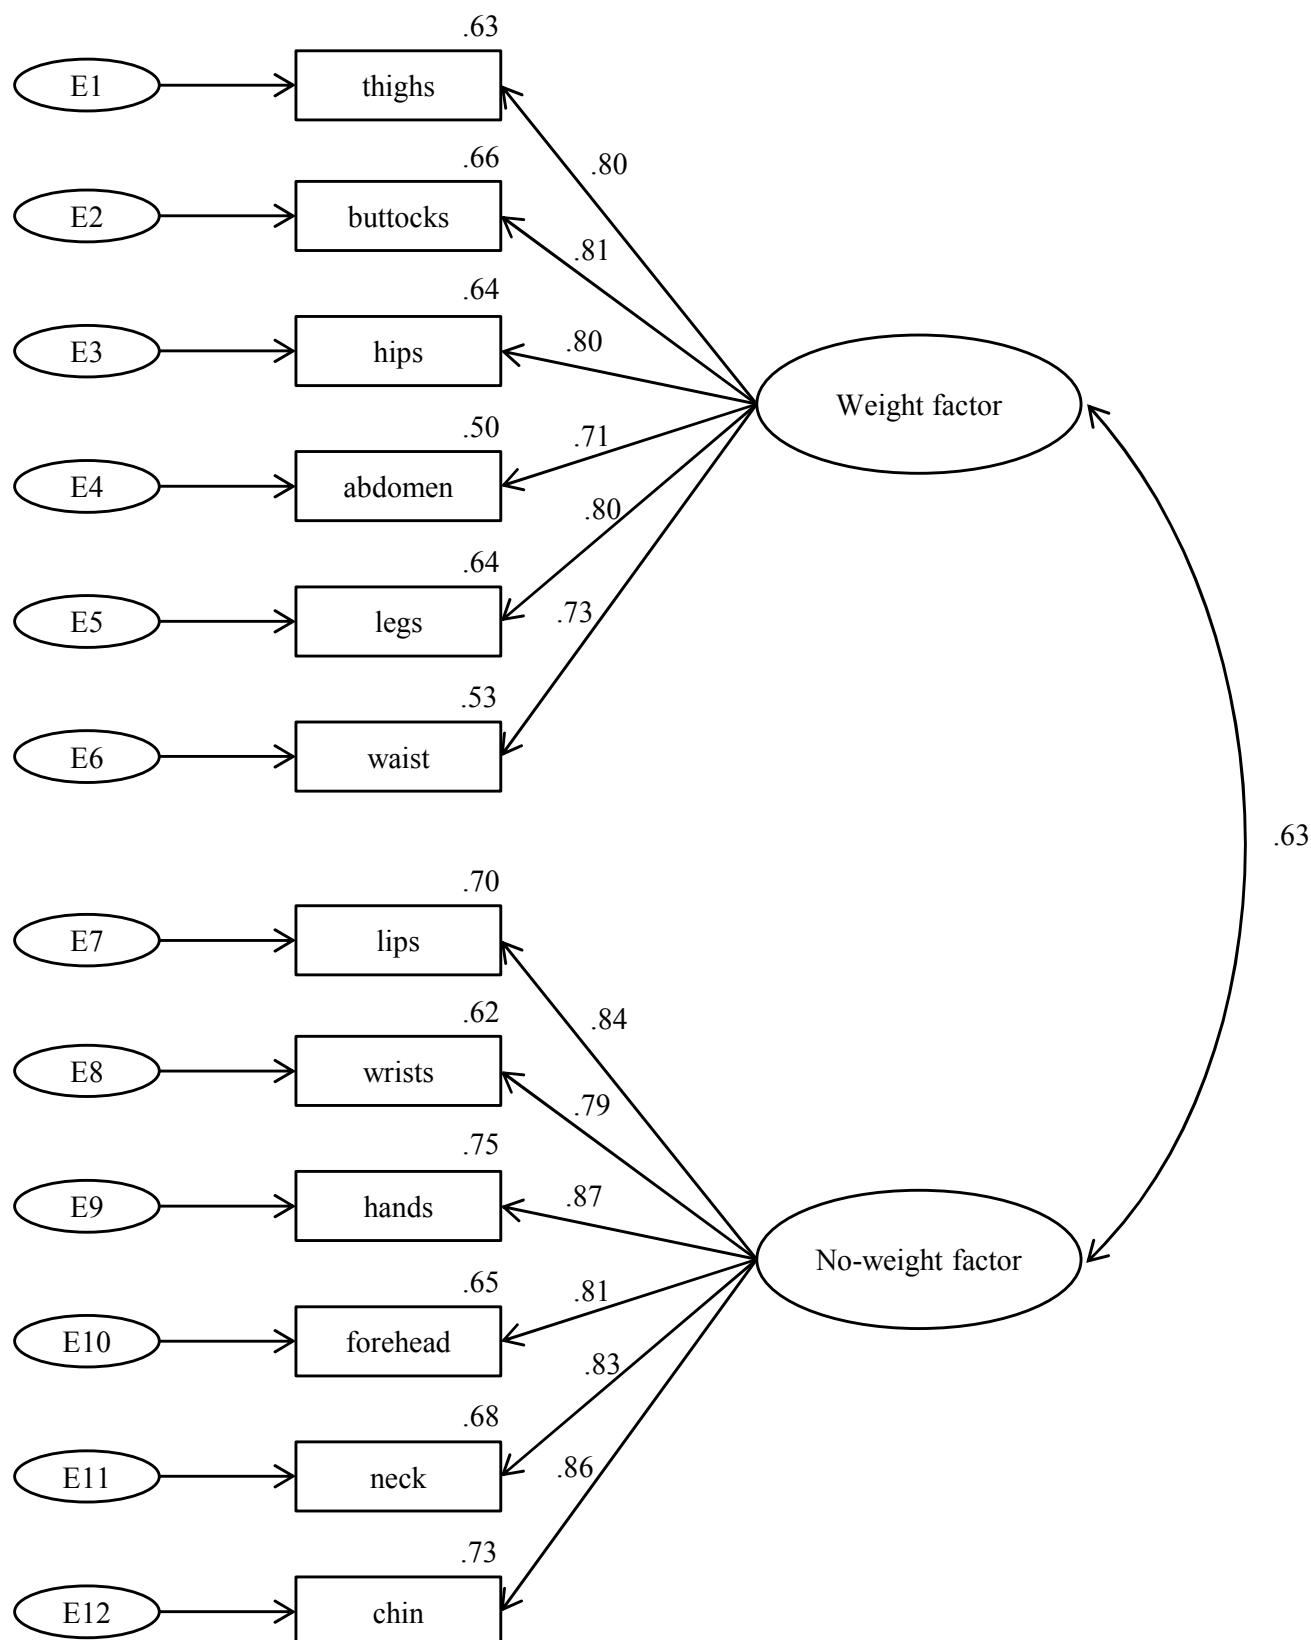 .63
E1 thighs
.80
.66
E2 buttocks
.81
.64
E3 hips
.80
Weight factor
.50
E4 abdomen
.71
.80
.64
E5 legs
.73
.53
E6 waist
.63
.70
E7 lips
.84
.62
E8 wrists
.79
.75
E9 hands
.87
No-weight factor
.65
E10 forehead
.81
.83
.68
E11 neck
.86
.73
E12 chin